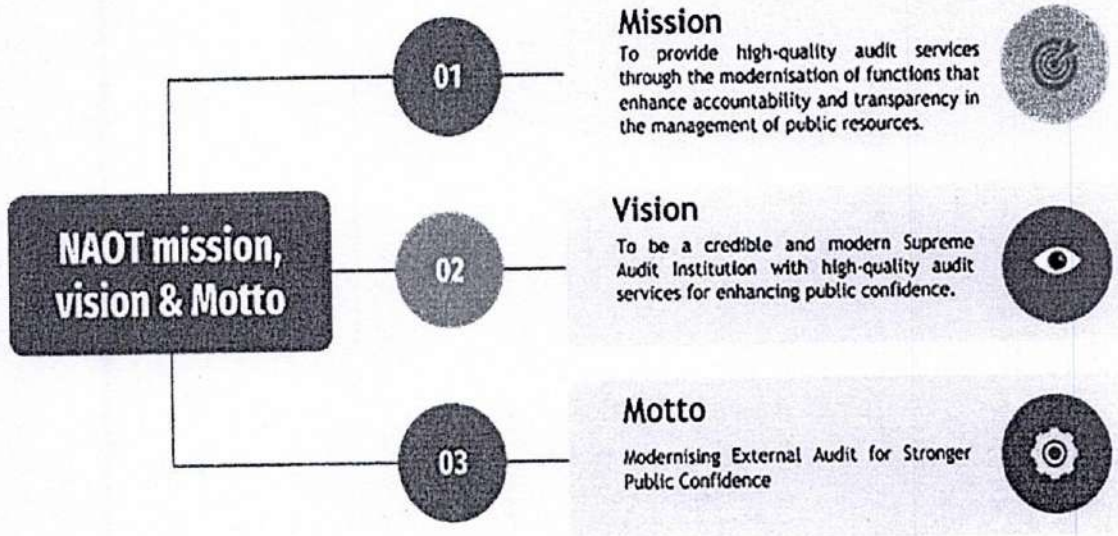 NAOT mission,
vision & Motto
01
Mission
To provide high-quality audit services
through the modernisation of functions that
enhance accountability and transparency in
the management of public resources.
02
Vision
To be a credible and modern Supreme
Audit Institution with high-quality audit
services for enhancing public confidence.
03
Motto
Modernising External Audit for Stronger
Public Confidence